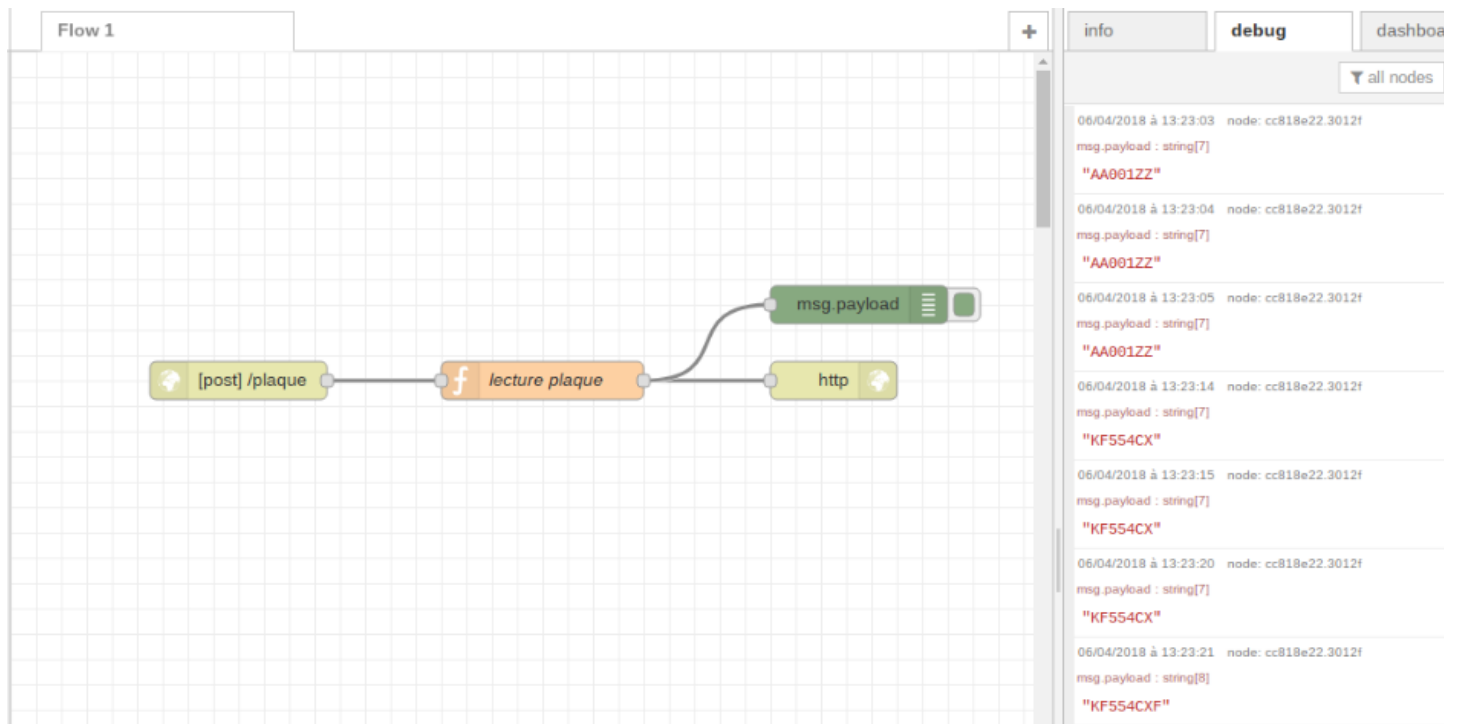 Flow 1
+
info
debug
dashboa
all nodes
06/04/2018 à 13:23:03 node: cc818e22.3012f
msg.payload : string[7]
"AA001ZZ"
06/04/2018 à 13:23:04 node: cc818e22.3012f
msg.payload : string[7]
"AA001ZZ"
06/04/2018 à 13:23:05 node: cc818e22.3012f
msg.payload : string[7]
"AA001ZZ"
06/04/2018 à 13:23:14 node: cc818e22.3012f
msg.payload : string[7]
"KF554CX"
06/04/2018 à 13:23:15 node: cc818e22.3012f
msg.payload : string[7]
"KF554CX"
06/04/2018 à 13:23:20 node: cc818e22.3012f
msg.payload : string[7]
"KF554CX"
06/04/2018 à 13:23:21 node: cc818e22.3012f
msg.payload : string[8]
"KF554CXF"
msg.payload
[post] /plaque
f
lecture plaque
http